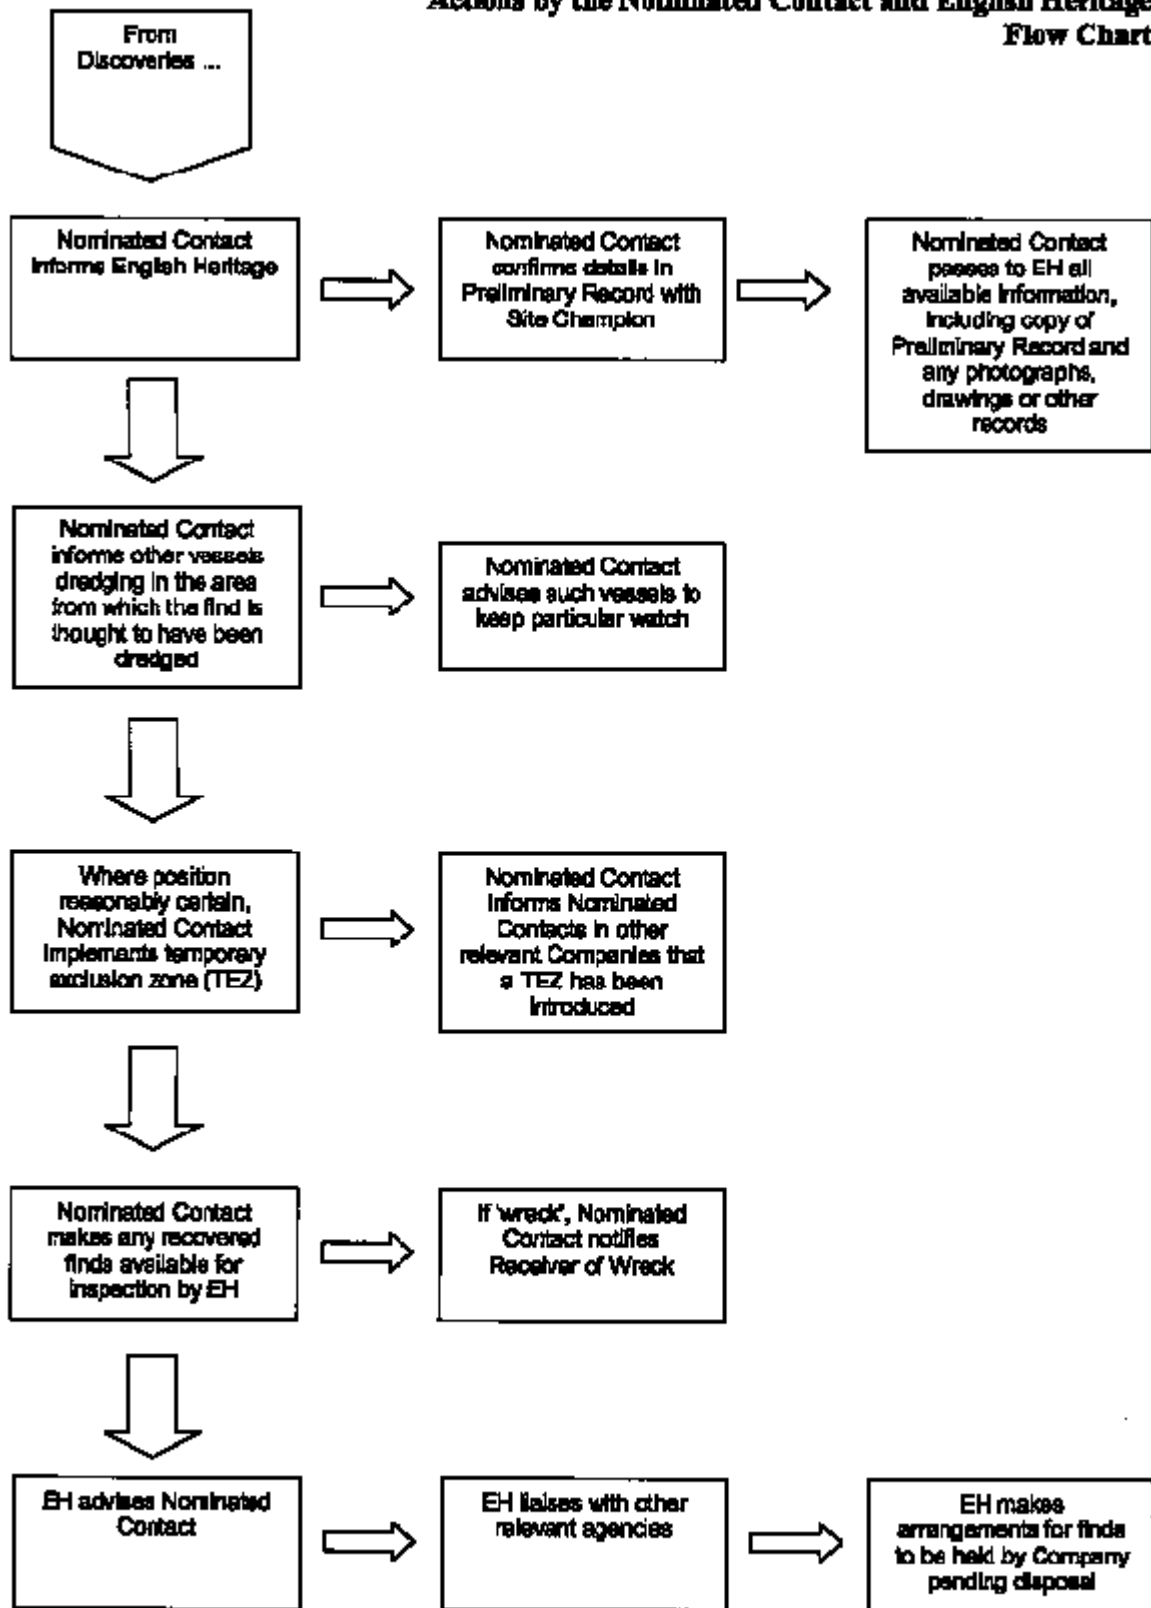 Actions by the Nominated Contact and English Heritage
Flow Chart
From
Discoveries ...
Nominated Contact
informs English Heritage
Nominated Contact
confirms details in
Preliminary Record with
Site Champion
Nominated Contact
passes to EH all
available information,
including copy of
Preliminary Record and
any photographs,
drawings or other
records
Nominated Contact
informs other vessels
dredging in the area
from which the find is
thought to have been
dredged
Nominated Contact
advises such vessels to
keep particular watch
Where position
reasonably certain,
Nominated Contact
implements temporary
exclusion zone (TEZ)
Nominated Contact
informs Nominated
Contacts in other
relevant Companies that
a TEZ has been
introduced
Nominated Contact
makes any recovered
finds available for
inspection by EH
If 'wreck', Nominated
Contact notifies
Receiver of Wreck
EH advises Nominated
Contact
EH liaises with other
relevant agencies
EH makes
arrangements for finds
to be held by Company
pending disposal